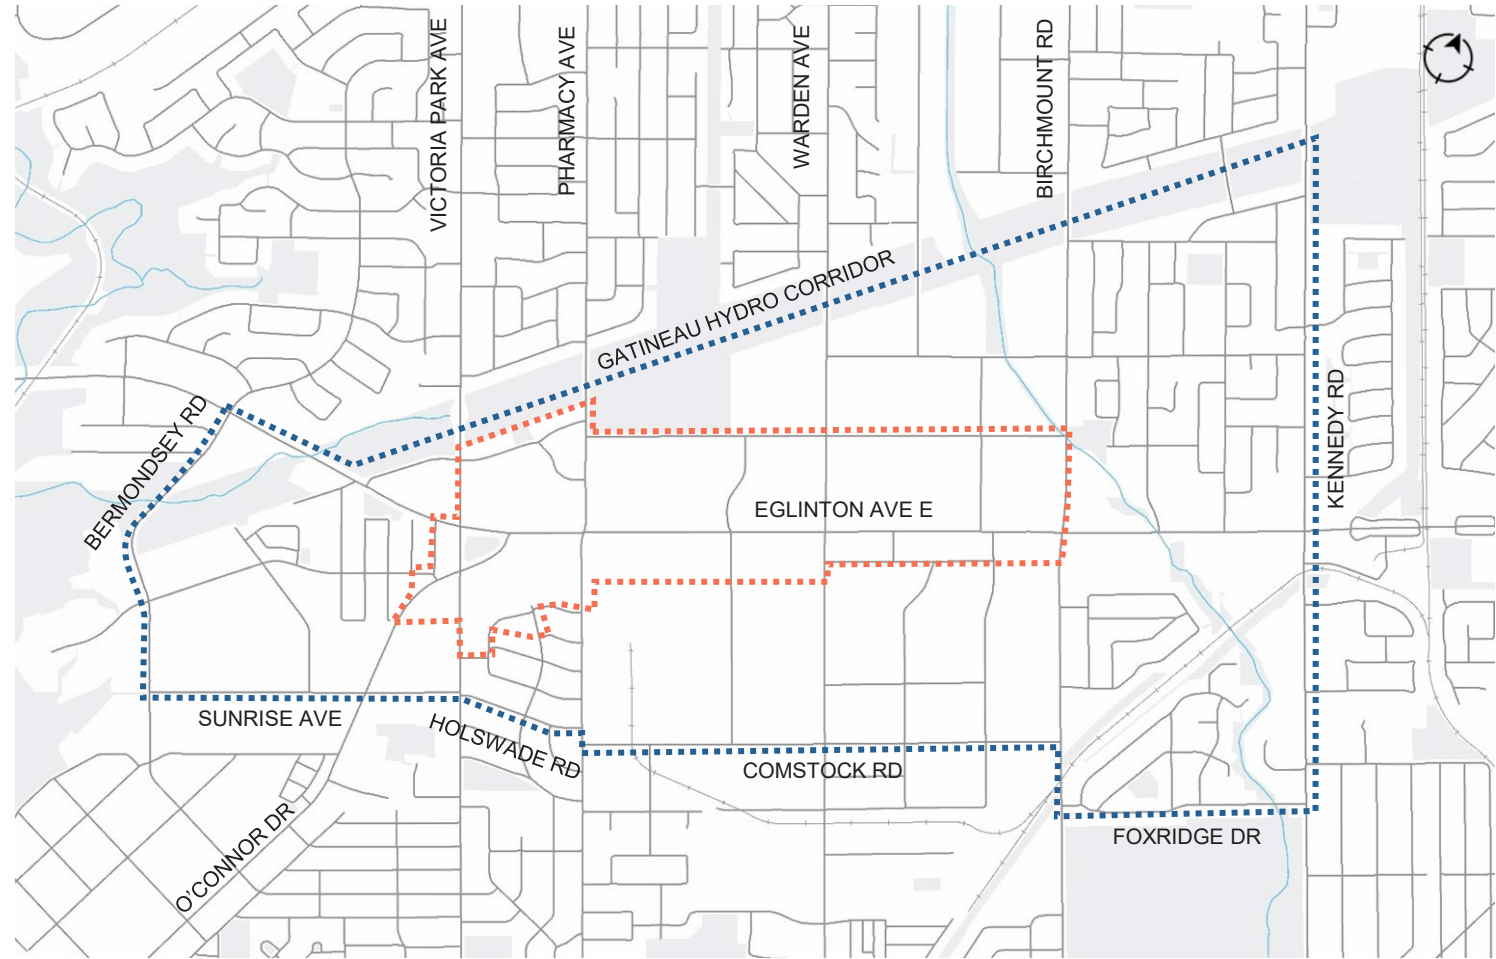 VICTORIA PARK AVE
PHARMACY AVE
WARDEN AVE
BIRCHMOUNT RD
GATINEAU HYDRO CORRIDOR
BERMONDSEY RD
KENNEDY RD
EGLINTON AVE E
SUNRISE AVE
HOLSWADE RD
COMSTOCK RD
FOXRIDGE DR
O'CONNOR DR